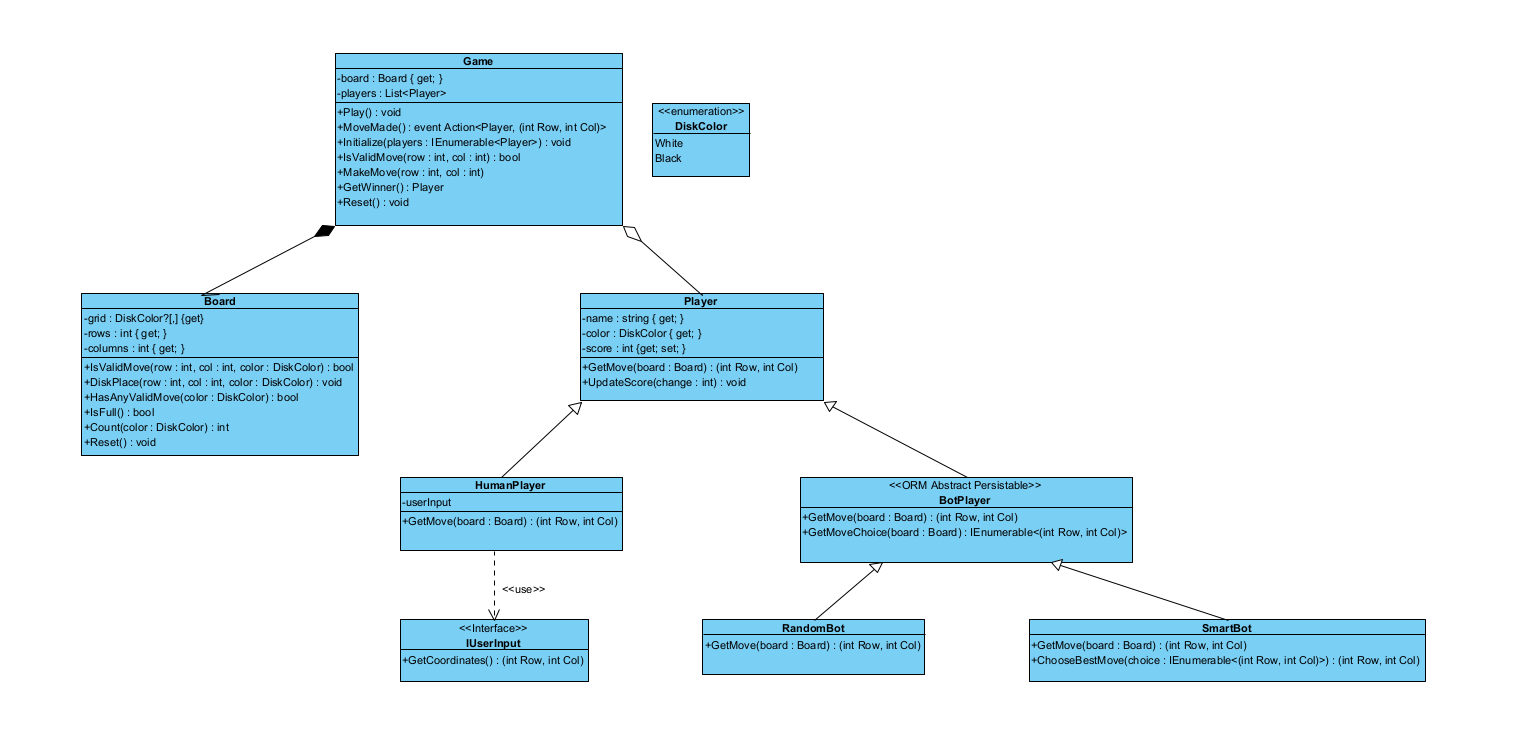 Game
-board : Board { get; }
-players : List<Player>
+Play() : void
+MoveMade() : event Action<Player, (int Row, int Col)>
+Initialize(players : IEnumerable<Player>) : void
+IsValidMove(row : int, col : int) : bool
+MakeMove(row : int, col : int)
+GetWinner() : Player
+Reset() : void
<<enumeration>>
DiskColor
White
Black
Board
-grid : DiskColor?[,] {get}
-rows : int { get; }
-columns : int { get; }
+IsValidMove(row : int, col : int, color : DiskColor) : bool
+DiskPlace(row : int, col : int, color : DiskColor) : void
+HasAnyValidMove(color : DiskColor) : bool
+IsFull() : bool
+Count(color : DiskColor) : int
+Reset() : void
Player
-name : string { get; }
-color : DiskColor { get; }
-score : int {get; set; }
+GetMove(board : Board) : (int Row, int Col)
+UpdateScore(change : int) : void
HumanPlayer
-userInput
+GetMove(board : Board) : (int Row, int Col)
<<ORM Abstract Persistable>>
BotPlayer
+GetMove(board : Board) : (int Row, int Col)
+GetMoveChoice(board : Board) : IEnumerable<(int Row, int Col)>
<<use>>
<<Interface>>
IUserInput
+GetCoordinates() : (int Row, int Col)
RandomBot
+GetMove(board : Board) : (int Row, int Col)
SmartBot
+GetMove(board : Board) : (int Row, int Col)
+ChooseBestMove(choice : IEnumerable<(int Row, int Col)>) : (int Row, int Col)